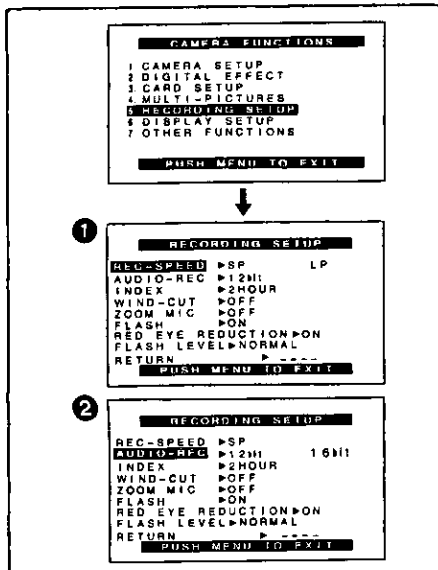 CAMERA FUNCTIONS
1 CAMERA SETUP
2 DIGITAL EFFECT
3 CARD SETUP
4 MULTI-PICTURES
5 RECORDING SETUP
6 DISPLAY SETUP
7 OTHER FUNCTIONS
PUSH MENU TO EXIT
1
RECORDING SETUP
REC-SPEED ▶SP LP
AUDIO-REC ▶12bit
INDEX ▶2HOUR
WIND-CUT ▶OFF
ZOOM MIC ▶OFF
FLASH ▶ON
RED EYE REDUCTION▶ON
FLASH LEVEL▶NORMAL
RETURN ▶ ----
PUSH MENU TO EXIT
2
RECORDING SETUP
REC-SPEED ▶SP
AUDIO-REC ▶12bit 16bit
INDEX ▶2HOUR
WIND-CUT ▶OFF
ZOOM MIC ▶OFF
FLASH ▶ON
RED EYE REDUCTION▶ON
FLASH LEVEL▶NORMAL
RETURN ▶ ----
PUSH MENU TO EXIT